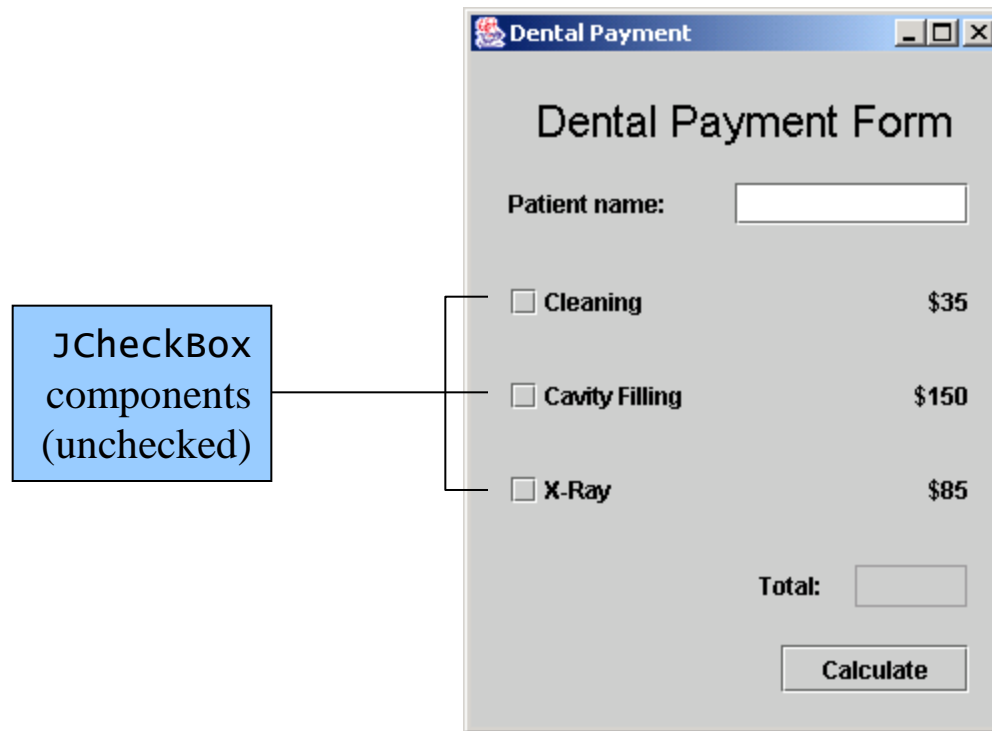 Dental Payment
Dental Payment Form
Patient name:
JCheckBox
components
(unchecked)
Cleaning $35
Cavity Filling $150
X-Ray $85
Total:
Calculate